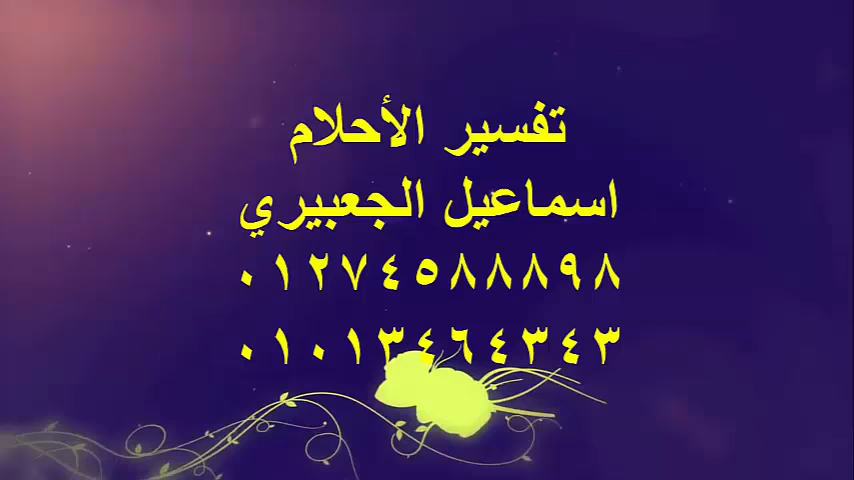 تفسير الأحلام
اسماعيل الجعبيري
٠١٢٧٤٥٨٨٨٩٨
٠١٠١٣٤٦٤٣٤٣